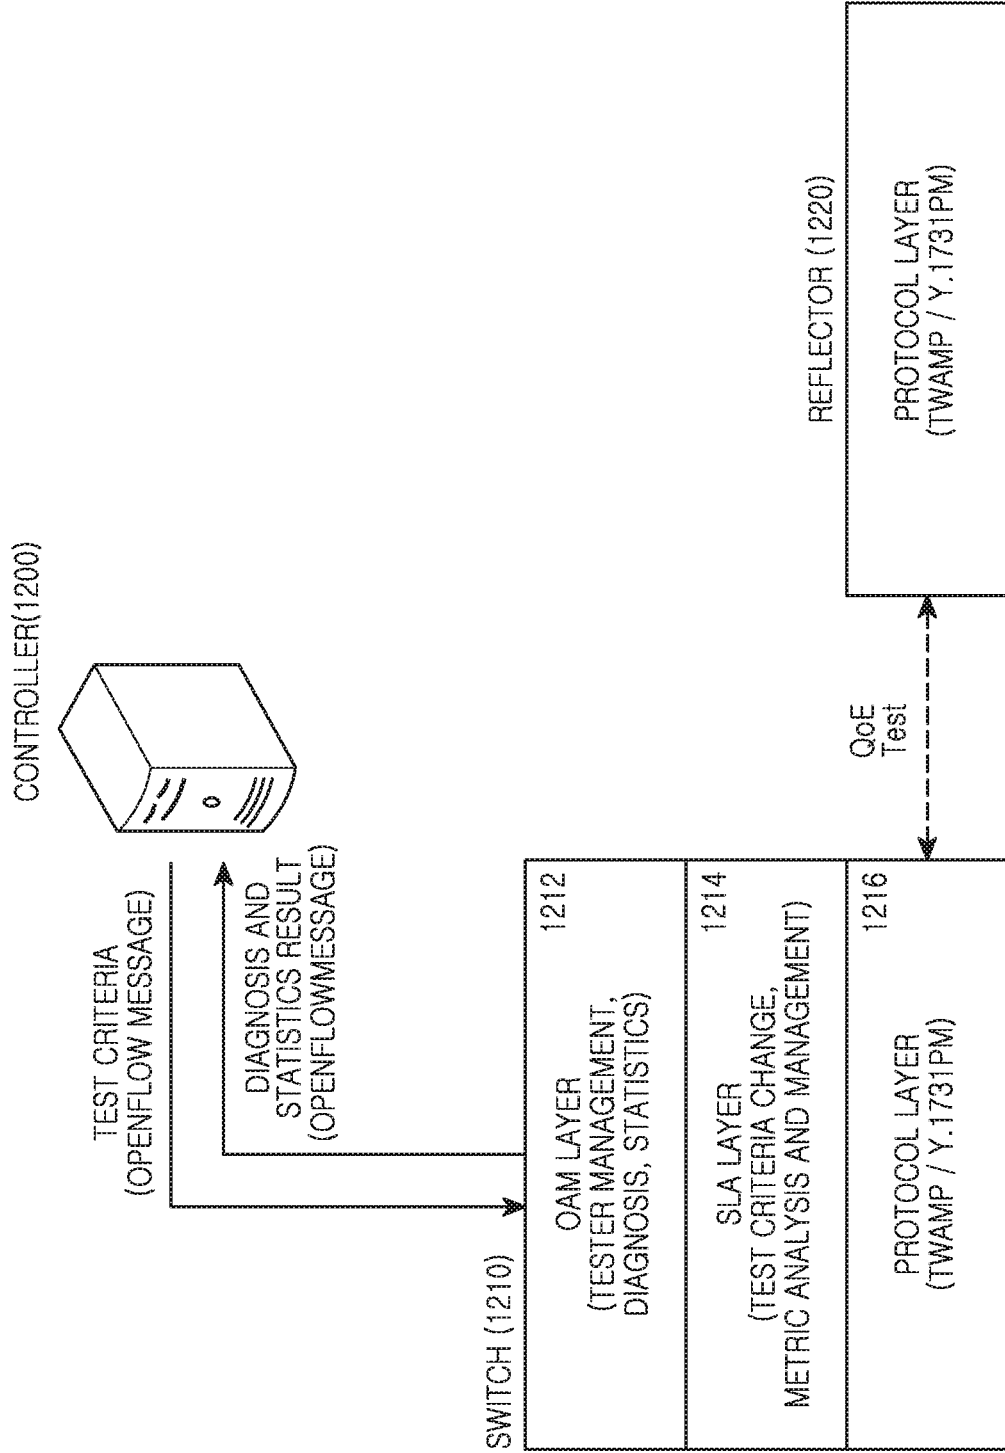 CONTROLLER(1200)
TEST CRITERIA
(OPENFLOW MESSAGE)
DIAGNOSIS AND
STATISTICS RESULT
(OPENFLOWMESSAGE)
SWITCH (1210)
OAM LAYER
(TESTER MANAGEMENT,
DIAGNOSIS, STATISTICS)
1212
SLA LAYER
(TEST CRITERIA CHANGE,
METRIC ANALYSIS AND MANAGEMENT)
1214
PROTOCOL LAYER
(TWAMP / Y.1731PM)
1216
QoE
Test
REFLECTOR (1220)
PROTOCOL LAYER
(TWAMP / Y.1731PM)